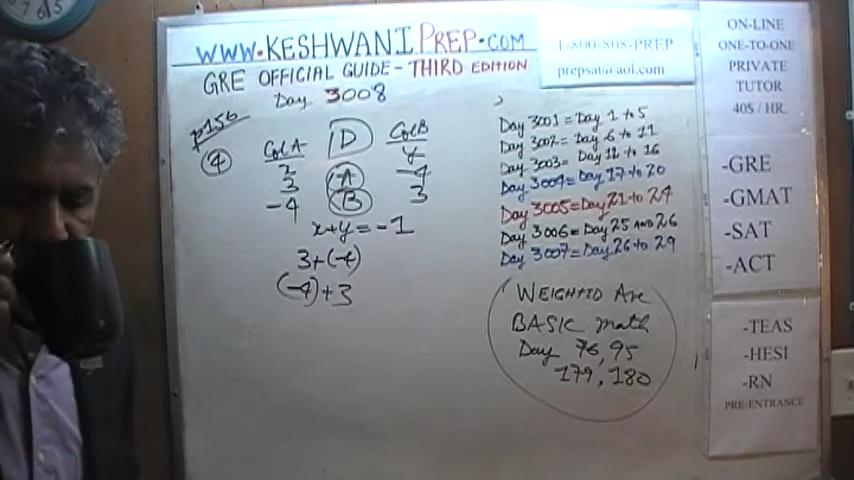 WWW.KESHWANIPREP.COM
GRE OFFICIAL GUIDE - THIRD EDITION
Day 3008
1-800-808-PREP
prepsat@aol.com
ON-LINE
ONE-TO-ONE
PRIVATE
TUTOR
40$ / HR.
-GRE
-GMAT
-SAT
-ACT
-TEAS
-HESI
-RN
PRE-ENTRANCE
p156
4
Col A D Col B
y
3 A -4
-4 B 3
x+y = -1
3+(-4)
(-4)+3
Day 3001 = Day 1 to 5
Day 3002 = Day 6 to 11
Day 3003 = Day 12 to 16
Day 3004 = Day 17 to 20
Day 3005 = Day 21 to 24
Day 3006 = Day 25 AND 26
Day 3007 = Day 26 to 29
WEIGHTED Ave
BASIC math
Day 76, 95
179, 180